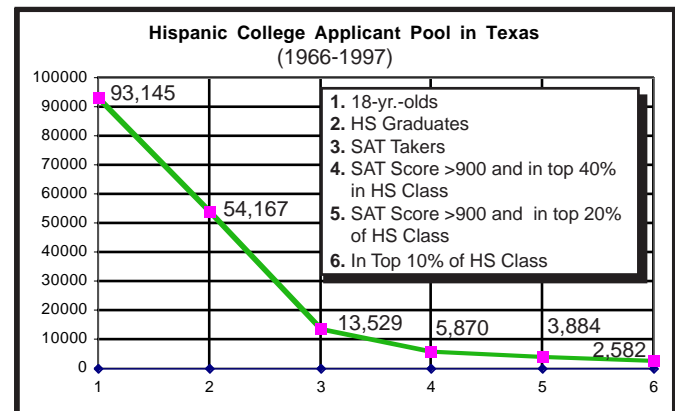 Hispanic College Applicant Pool in Texas
(1966-1997)
100000
90000
80000
70000
60000
50000
40000
30000
20000
10000
0
93,145
54,167
13,529
5,870
3,884
2,582
1. 18-yr.-olds
2. HS Graduates
3. SAT Takers
4. SAT Score >900 and in top 40%
in HS Class
5. SAT Score >900 and in top 20%
of HS Class
6. In Top 10% of HS Class
1 2 3 4 5 6